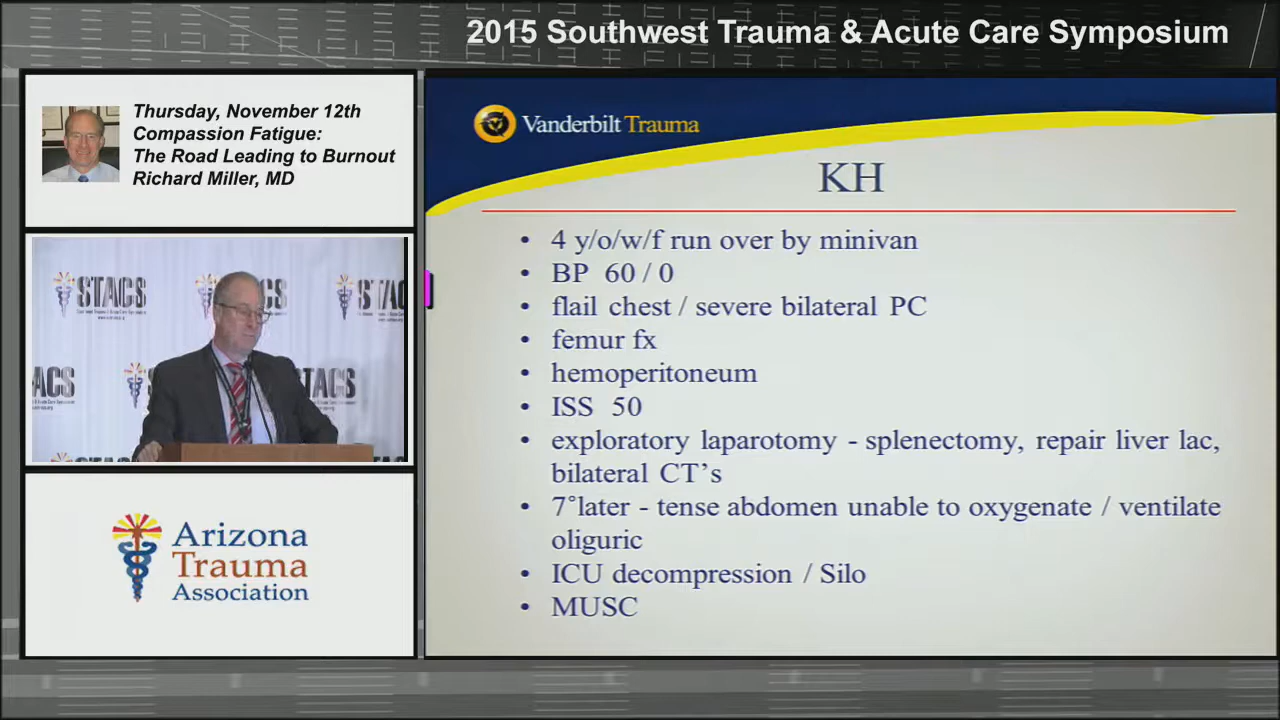 2015 Southwest Trauma & Acute Care Symposium
Thursday, November 12th
Compassion Fatigue:
The Road Leading to Burnout
Richard Miller, MD
STACS
STACS
Arizona
Trauma
Association
Vanderbilt Trauma
KH
• 4 y/o/w/f run over by minivan
• BP 60 / 0
• flail chest / severe bilateral PC
• femur fx
• hemoperitoneum
• ISS 50
• exploratory laparotomy - splenectomy, repair liver lac,
bilateral CT’s
• 7˚later - tense abdomen unable to oxygenate / ventilate
oliguric
• ICU decompression / Silo
• MUSC